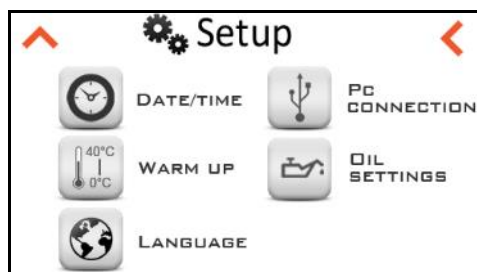 Setup
DATE/TIME
PC
CONNECTION
40°C
0°C
WARM UP
OIL
SETTINGS
LANGUAGE